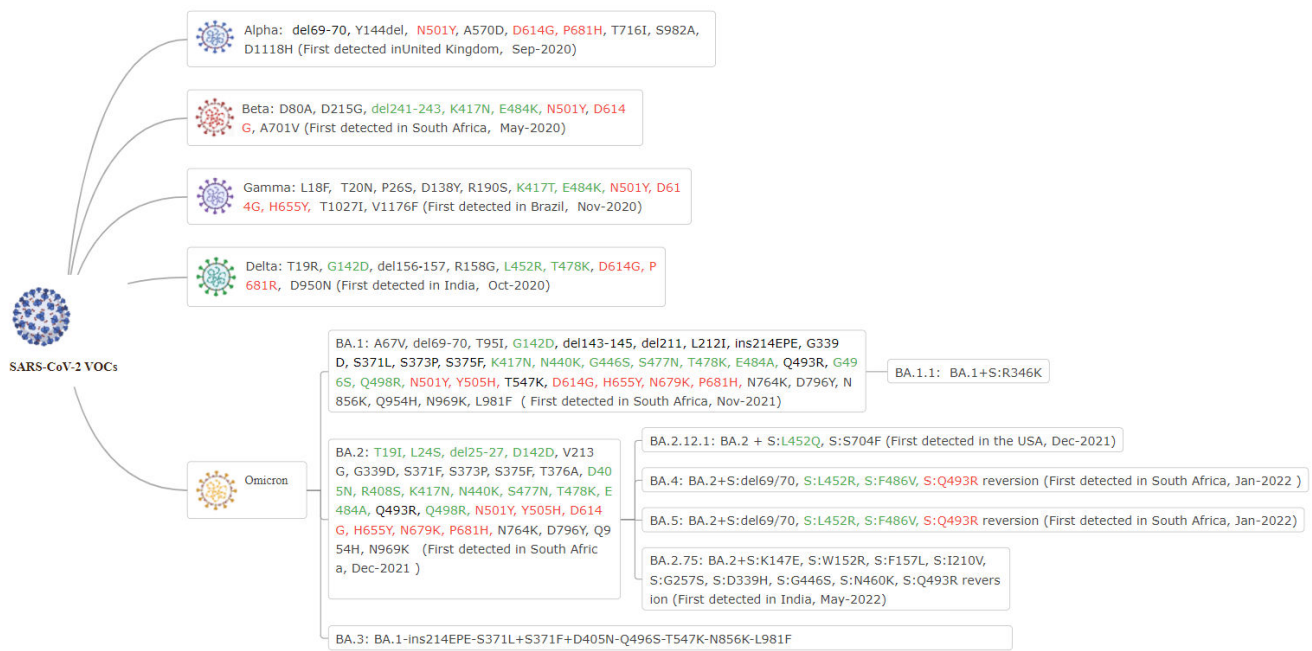 Alpha: del69-70, Y144del, N501Y, A570D, D614G, P681H, T716I, S982A,
D1118H (First detected inUnited Kingdom, Sep-2020)
Beta: D80A, D215G, del241-243, K417N, E484K, N501Y, D614
G, A701V (First detected in South Africa, May-2020)
Gamma: L18F, T20N, P26S, D138Y, R190S, K417T, E484K, N501Y, D61
4G, H655Y, T1027I, V1176F (First detected in Brazil, Nov-2020)
Delta: T19R, G142D, del156-157, R158G, L452R, T478K, D614G, P
681R, D950N (First detected in India, Oct-2020)
SARS-CoV-2 VOCs
Omicron
BA.1: A67V, del69-70, T95I, G142D, del143-145, del211, L212I, ins214EPE, G339
D, S371L, S373P, S375F, K417N, N440K, G446S, S477N, T478K, E484A, Q493R, G49
6S, Q498R, N501Y, Y505H, T547K, D614G, H655Y, N679K, P681H, N764K, D796Y, N
856K, Q954H, N969K, L981F ( First detected in South Africa, Nov-2021)
BA.1.1: BA.1+S:R346K
BA.2: T19I, L24S, del25-27, D142D, V213
G, G339D, S371F, S373P, S375F, T376A, D40
5N, R408S, K417N, N440K, S477N, T478K, E
484A, Q493R, Q498R, N501Y, Y505H, D614
G, H655Y, N679K, P681H, N764K, D796Y, Q9
54H, N969K (First detected in South Afric
a, Dec-2021 )
BA.2.12.1: BA.2 + S:L452Q, S:S704F (First detected in the USA, Dec-2021)
BA.4: BA.2+S:del69/70, S:L452R, S:F486V, S:Q493R reversion (First detected in South Africa, Jan-2022 )
BA.5: BA.2+S:del69/70, S:L452R, S:F486V, S:Q493R reversion (First detected in South Africa, Jan-2022)
BA.2.75: BA.2+S:K147E, S:W152R, S:F157L, S:I210V,
S:G257S, S:D339H, S:G446S, S:N460K, S:Q493R revers
ion (First detected in India, May-2022)
BA.3: BA.1-ins214EPE-S371L+S371F+D405N-Q496S-T547K-N856K-L981F